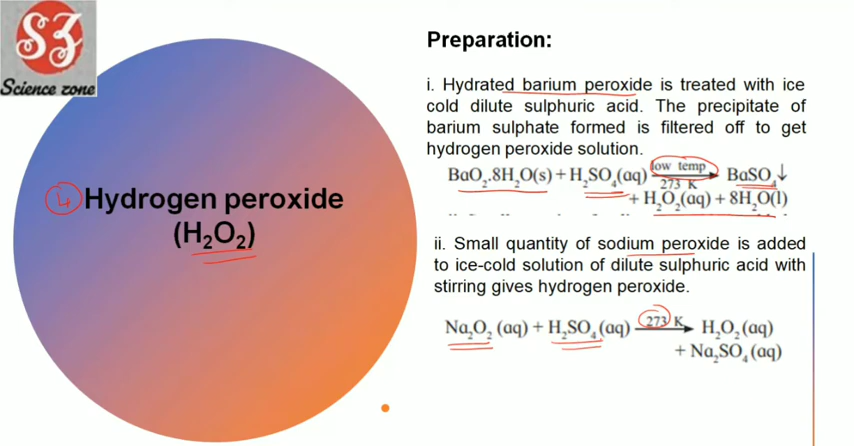 SZ
Science zone
4 Hydrogen peroxide
(H₂O₂)
Preparation:
i. Hydrated barium peroxide is treated with ice
cold dilute sulphuric acid. The precipitate of
barium sulphate formed is filtered off to get
hydrogen peroxide solution.
BaO₂.8H₂O(s) + H₂SO₄(aq) low temp 273 K → BaSO₄↓
+ H₂O₂(aq) + 8H₂O(l)
ii. Small quantity of sodium peroxide is added
to ice-cold solution of dilute sulphuric acid with
stirring gives hydrogen peroxide.
Na₂O₂ (aq) + H₂SO₄ (aq) 273 K → H₂O₂ (aq)
+ Na₂SO₄ (aq)